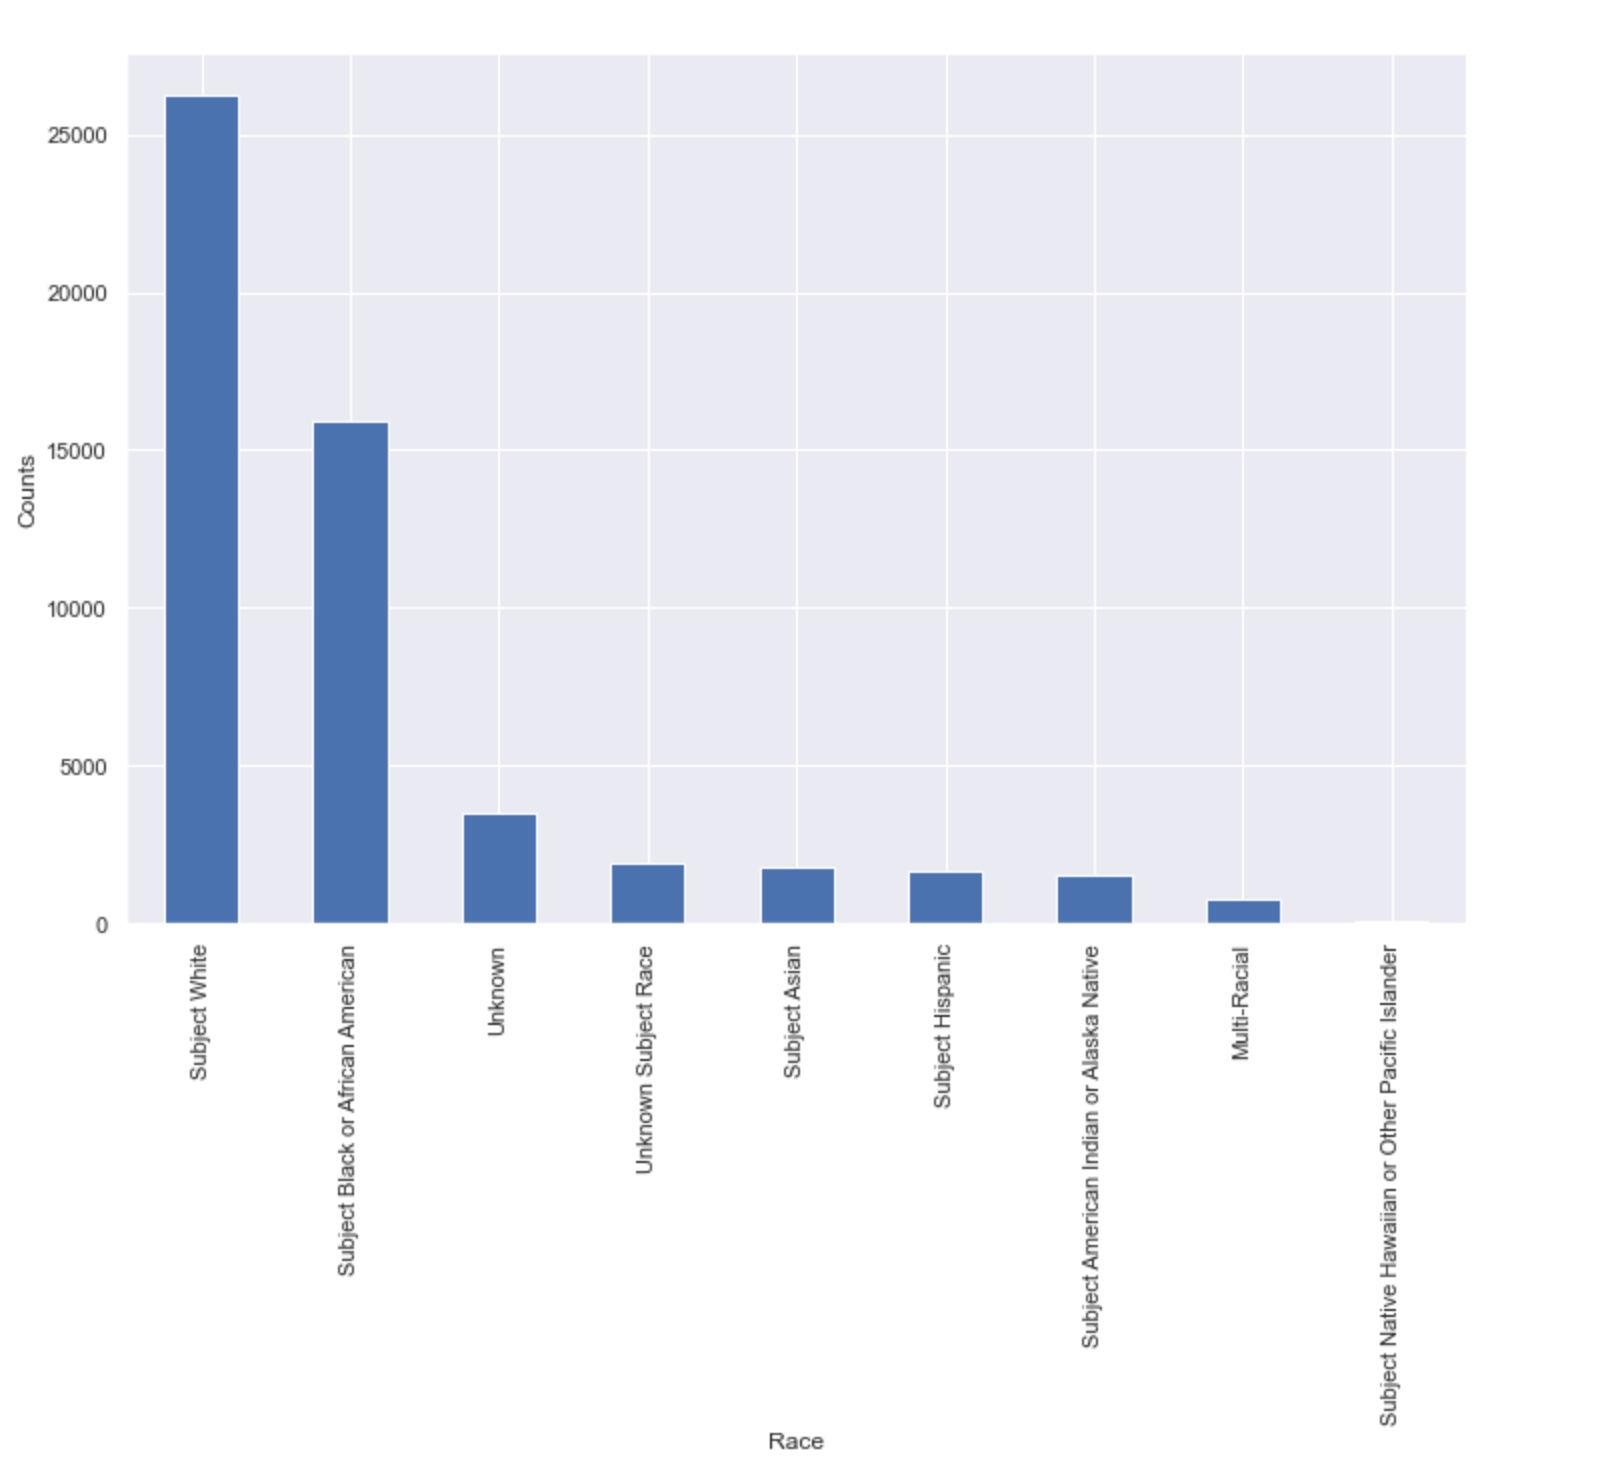 25000
20000
15000
10000
5000
0
Counts
Subject White
Subject Black or African American
Unknown
Unknown Subject Race
Subject Asian
Subject Hispanic
Subject American Indian or Alaska Native
Multi-Racial
Subject Native Hawaiian or Other Pacific Islander
Race